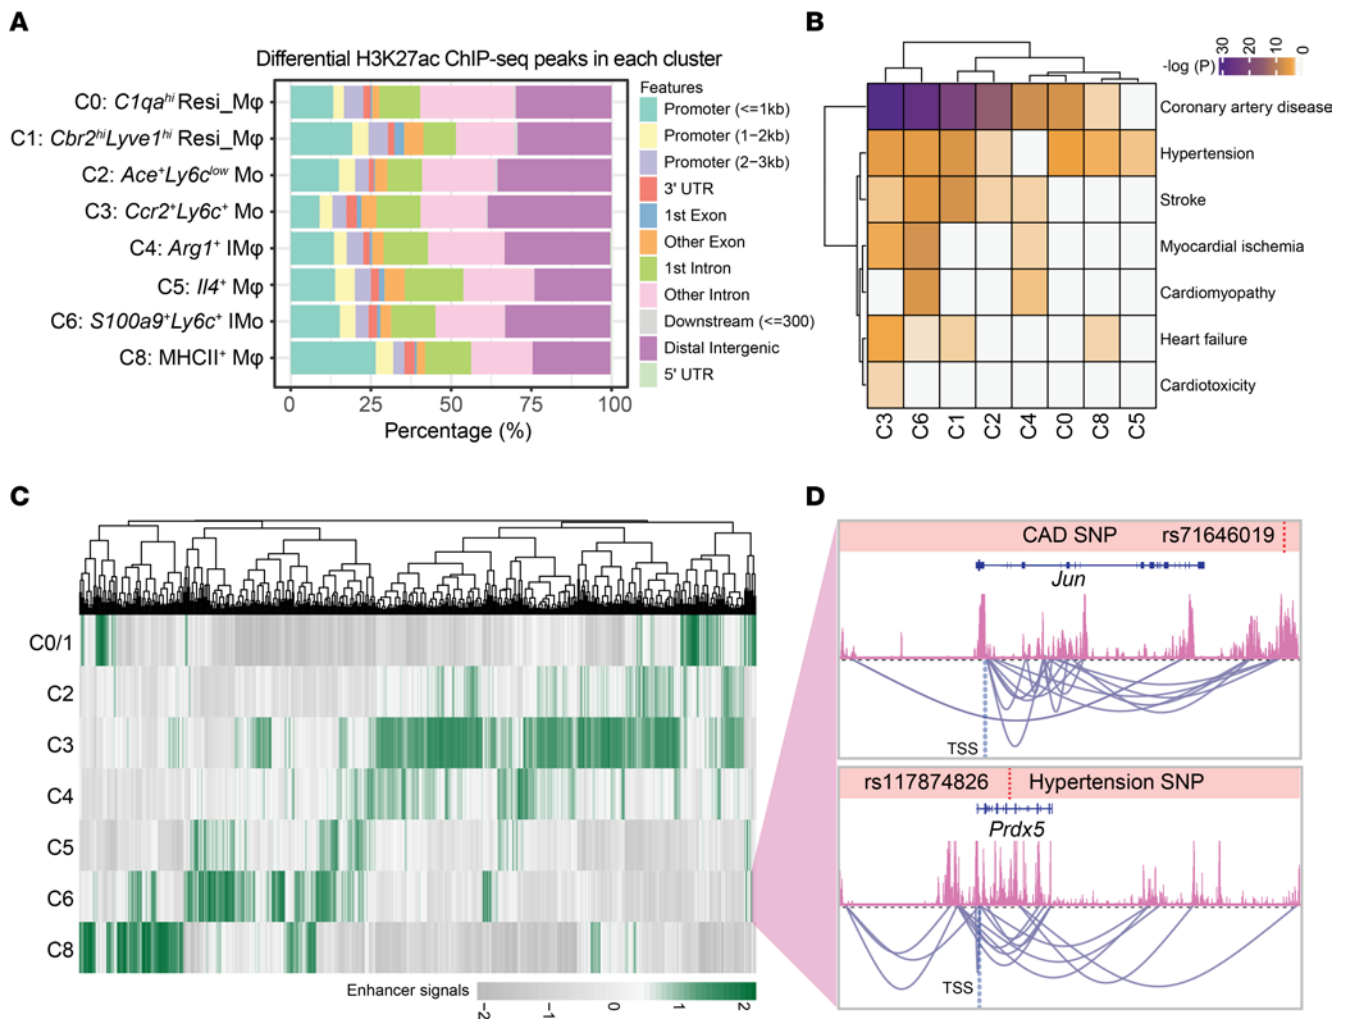 A
Differential H3K27ac ChIP-seq peaks in each cluster
C0: C1qa^hi Resi_Mφ
C1: Cbr2^hiLyve1^hi Resi_Mφ
C2: Ace⁺Ly6c^low Mo
C3: Ccr2⁺Ly6c⁺ Mo
C4: Arg1⁺ IMφ
C5: Il4⁺ Mφ
C6: S100a9⁺Ly6c⁺ IMo
C8: MHCII⁺ Mφ
0 25 50 75 100
Percentage (%)
Features
Promoter (<=1kb)
Promoter (1−2kb)
Promoter (2−3kb)
3' UTR
1st Exon
Other Exon
1st Intron
Other Intron
Downstream (<=300)
Distal Intergenic
5' UTR
B
-log (P)
30 20 10 0
Coronary artery disease
Hypertension
Stroke
Myocardial ischemia
Cardiomyopathy
Heart failure
Cardiotoxicity
C3 C6 C1 C2 C4 C0 C8 C5
C
C0/1
C2
C3
C4
C5
C6
C8
Enhancer signals
-2 -1 0 1 2
D
CAD SNP rs71646019
Jun
TSS
rs117874826 Hypertension SNP
Prdx5
TSS